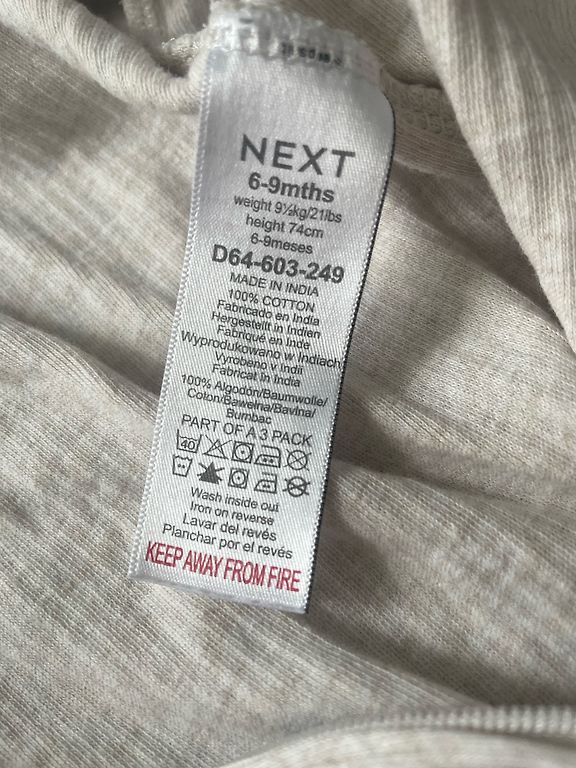 NEXT
6-9mths
weight 9½kg/21lbs
height 74cm
6-9meses
D64-603-249
MADE IN INDIA
100% COTTON
Fabricado en India
Hergestellt in Indien
Fabriqué en Inde
Wyprodukowano w Indiach
Vyrobeno v Indii
Fabricat in India
100% Algodón/Baumwolle/
Coton/Bawełna/Bavlna/
Bumbac
PART OF A 3 PACK
40
Wash inside out
Iron on reverse
Lavar del revés
Planchar por el revés
KEEP AWAY FROM FIRE